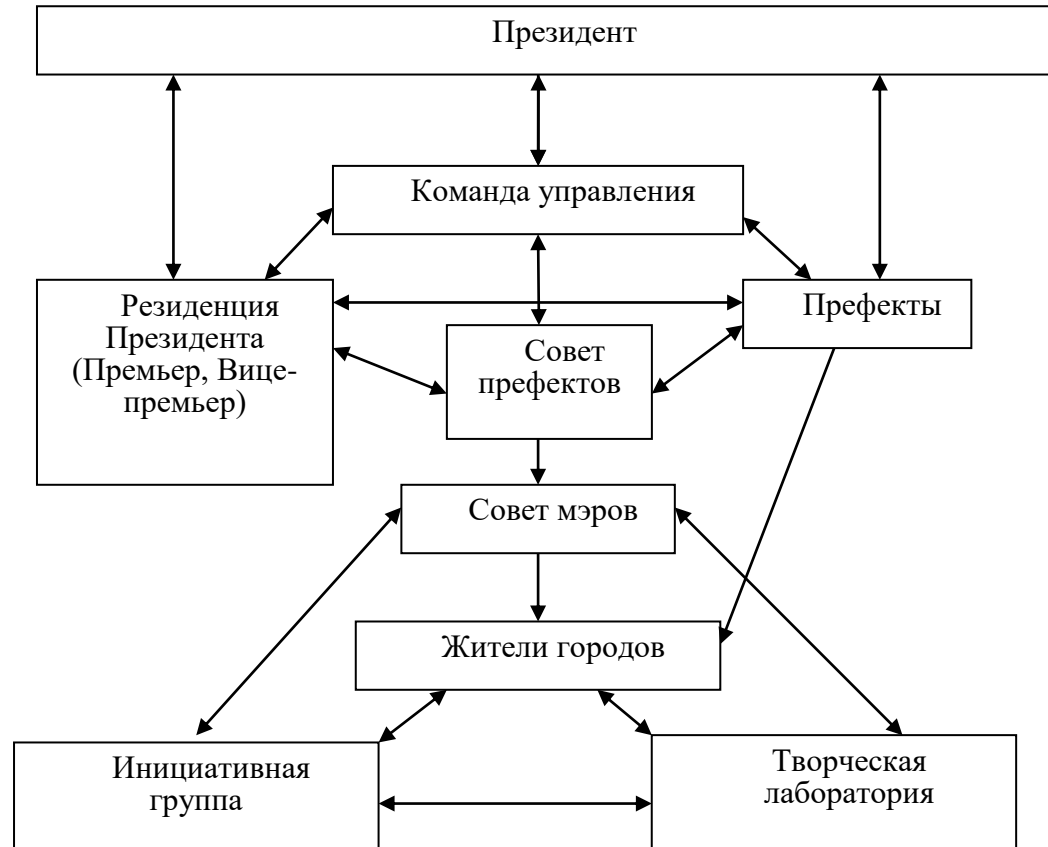 Президент
Команда управления
Резиденция
Президента
(Премьер, Вице-
премьер)
Префекты
Совет
префектов
Совет мэров
Жители городов
Инициативная
группа
Творческая
лаборатория